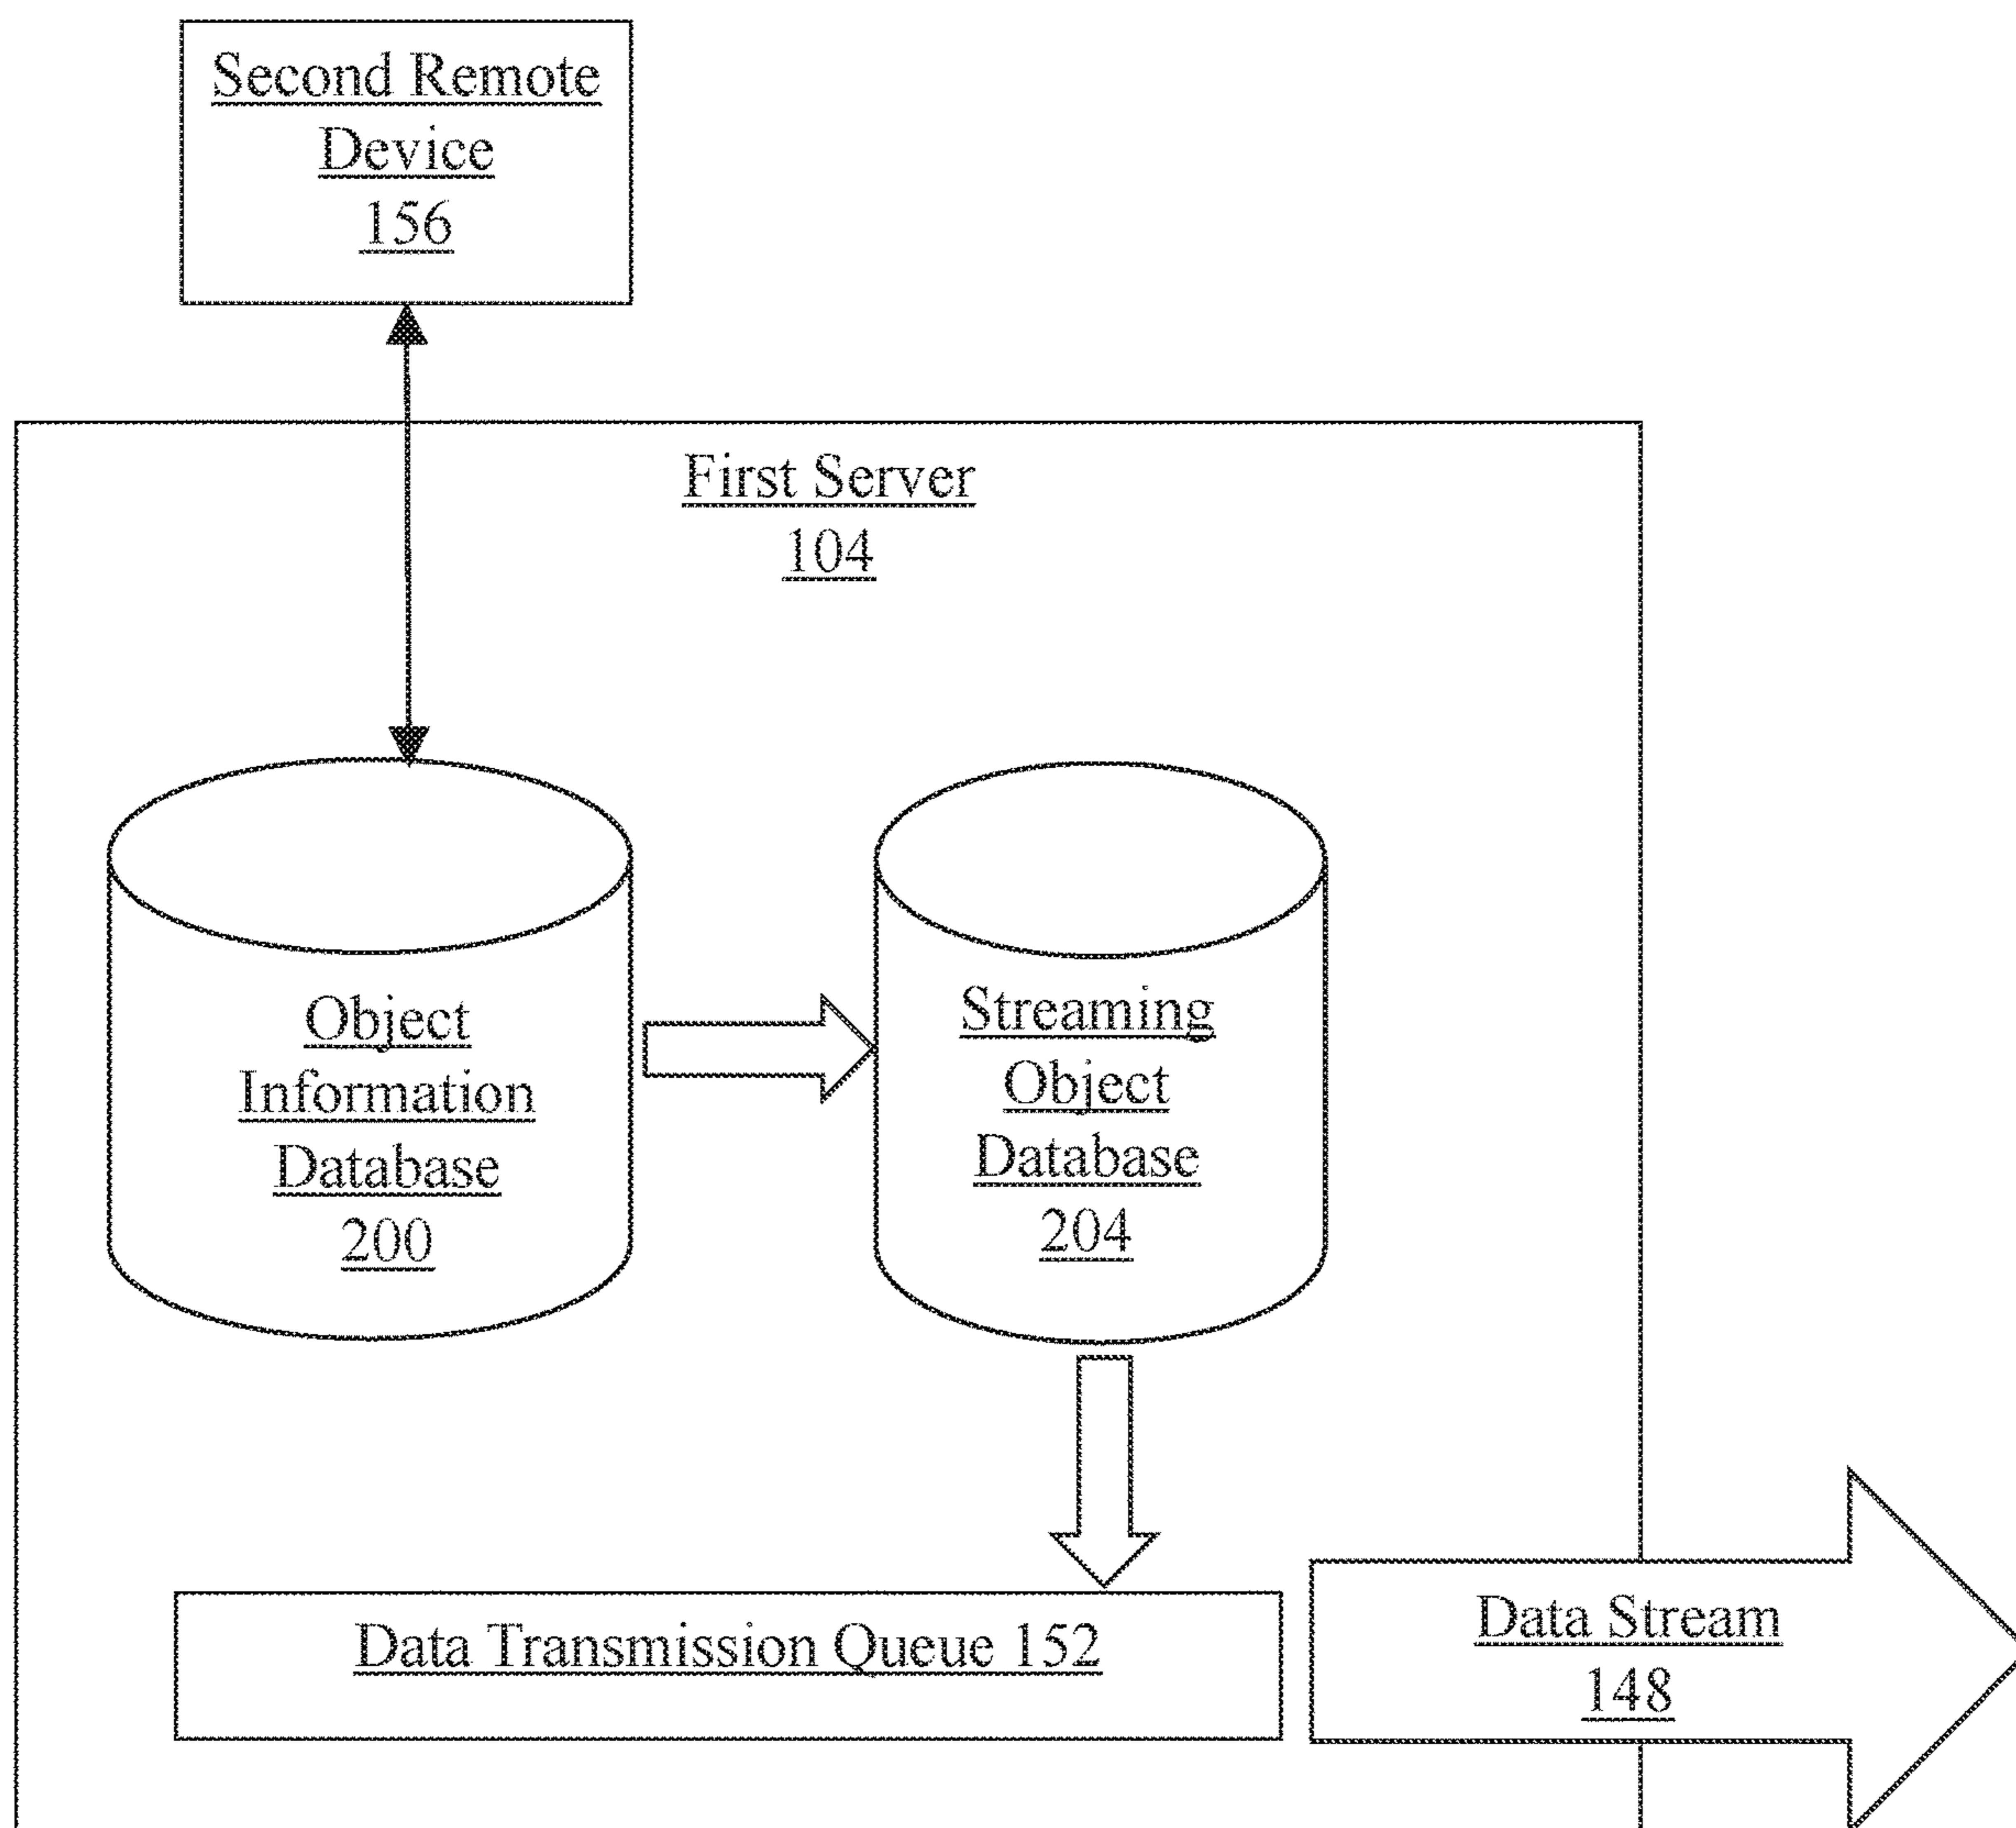 Second Remote
Device
156
First Server
104
Object
Information
Database
200
Streaming
Object
Database
204
Data Transmission Queue 152
Data Stream
148